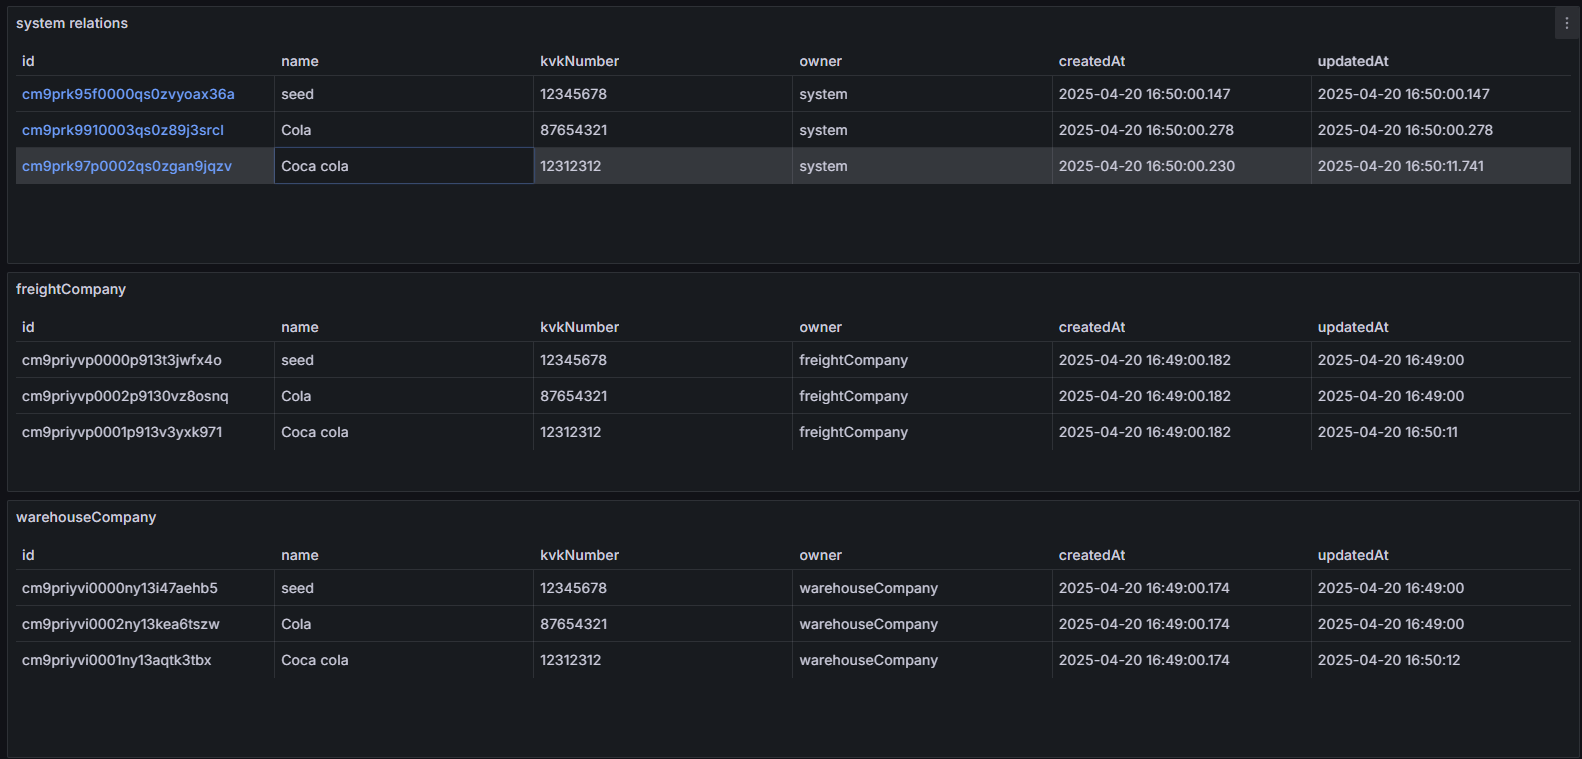 system relations
id name kvkNumber owner createdAt updatedAt
cm9prk95f0000qs0zvyoax36a seed 12345678 system 2025-04-20 16:50:00.147 2025-04-20 16:50:00.147
cm9prk9910003qs0z89j3srcl Cola 87654321 system 2025-04-20 16:50:00.278 2025-04-20 16:50:00.278
cm9prk97p0002qs0zgan9jqzv Coca cola 12312312 system 2025-04-20 16:50:00.230 2025-04-20 16:50:11.741
freightCompany
id name kvkNumber owner createdAt updatedAt
cm9priyvp0000p913t3jwfx4o seed 12345678 freightCompany 2025-04-20 16:49:00.182 2025-04-20 16:49:00
cm9priyvp0002p9130vz8osnq Cola 87654321 freightCompany 2025-04-20 16:49:00.182 2025-04-20 16:49:00
cm9priyvp0001p913v3yxk971 Coca cola 12312312 freightCompany 2025-04-20 16:49:00.182 2025-04-20 16:50:11
warehouseCompany
id name kvkNumber owner createdAt updatedAt
cm9priyvi0000ny13i47aehb5 seed 12345678 warehouseCompany 2025-04-20 16:49:00.174 2025-04-20 16:49:00
cm9priyvi0002ny13kea6tszw Cola 87654321 warehouseCompany 2025-04-20 16:49:00.174 2025-04-20 16:49:00
cm9priyvi0001ny13aqtk3tbx Coca cola 12312312 warehouseCompany 2025-04-20 16:49:00.174 2025-04-20 16:50:12